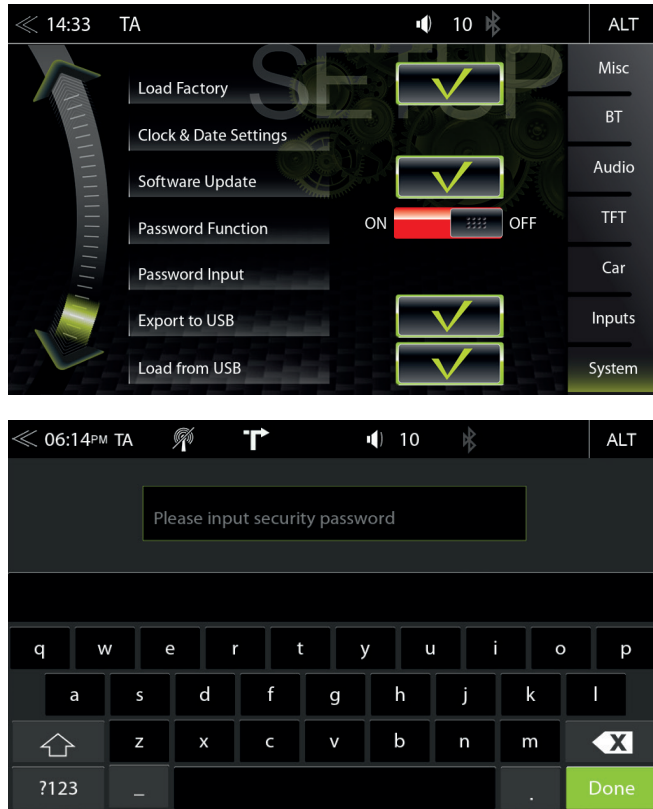 14:33 TA 10 ALT
SETUP
Misc
Load Factory
BT
Clock & Date Settings
Audio
Software Update
TFT
Password Function ON OFF
Car
Password Input
Inputs
Export to USB
System
Load from USB
06:14PM TA 10 ALT
Please input security password
q w e r t y u i o p
a s d f g h j k l
z x c v b n m X
?123 _ . Done